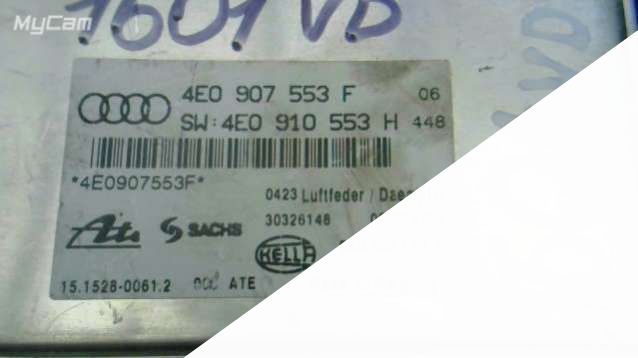 MyCam
1601VD
VD
4E0 907 553 F 06
SW:4E0 910 553 H 448
*4E0907553F*
0423 Luftfeder / Dae
30326148
Ate SACHS
HELLA
15.1528-0061.2 ATE